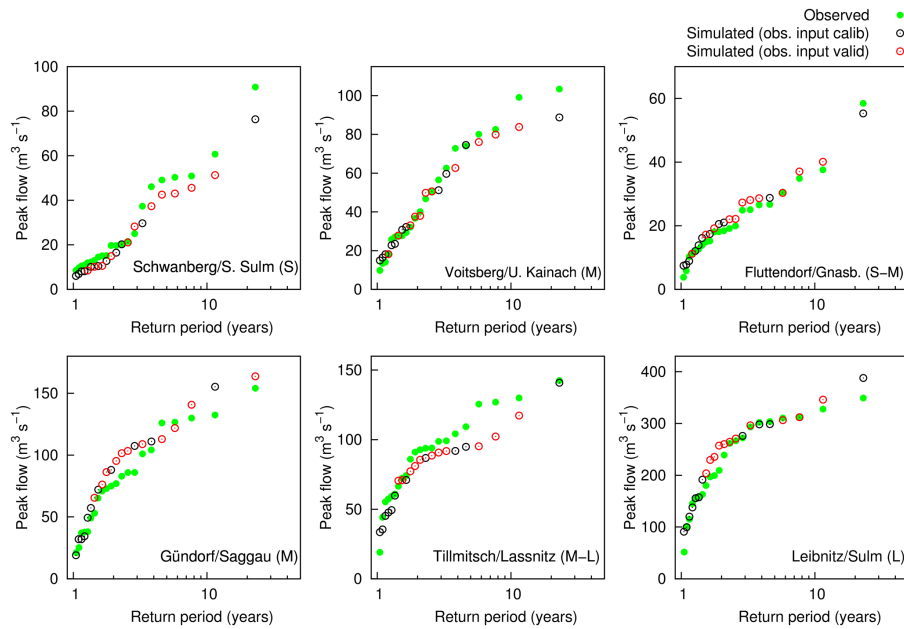 Observed
Simulated (obs. input calib)
Simulated (obs. input valid)
Peak flow (m³ s⁻¹)
100
80
60
40
20
0
1
10
Schwanberg/S. Sulm (S)
Return period (years)
Peak flow (m³ s⁻¹)
100
80
60
40
20
0
1
10
Voitsberg/U. Kainach (M)
Return period (years)
Peak flow (m³ s⁻¹)
60
40
20
0
1
10
Fluttendorf/Gnasb. (S−M)
Return period (years)
Peak flow (m³ s⁻¹)
150
100
50
0
1
10
Gündorf/Saggau (M)
Return period (years)
Peak flow (m³ s⁻¹)
150
100
50
0
1
10
Tillmitsch/Lassnitz (M−L)
Return period (years)
Peak flow (m³ s⁻¹)
400
300
200
100
0
1
10
Leibnitz/Sulm (L)
Return period (years)